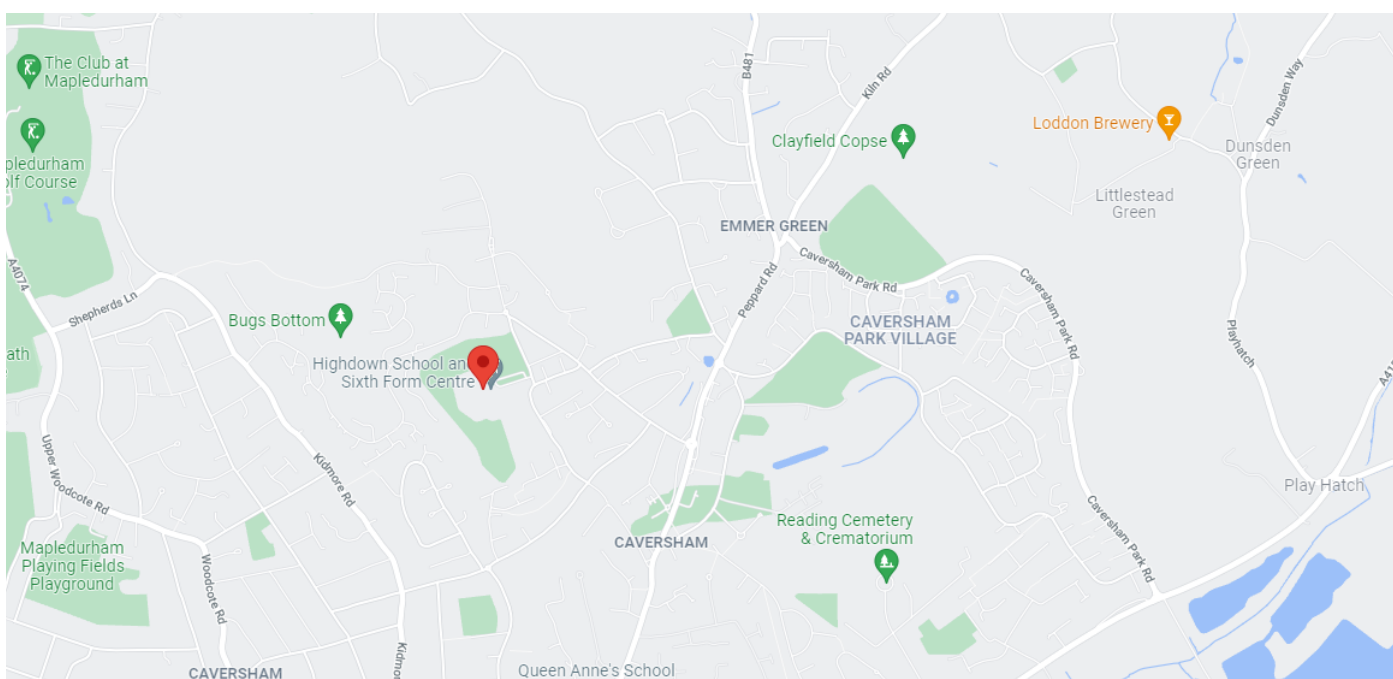 The Club at
Mapledurham
pledurham
olf Course
A4074
Shepherds Ln
Bugs Bottom
Highdown School an
Sixth Form Centre
B481
Kiln Rd
Clayfield Copse
Loddon Brewery
Dunsden Way
Dunsden
Green
Littlestead
Green
EMMER GREEN
Caversham Park Rd
Peppard Rd
CAVERSHAM
PARK VILLAGE
Caversham Park Rd
Playhatch
ath
Upper Woodcote Rd
Kidmore Rd
Play Hatch
Caversham Park Rd
Reading Cemetery
& Crematorium
CAVERSHAM
Mapledurham
Playing Fields
Playground
Woodcote Rd
Kidmo
CAVERSHAM
Queen Anne's School